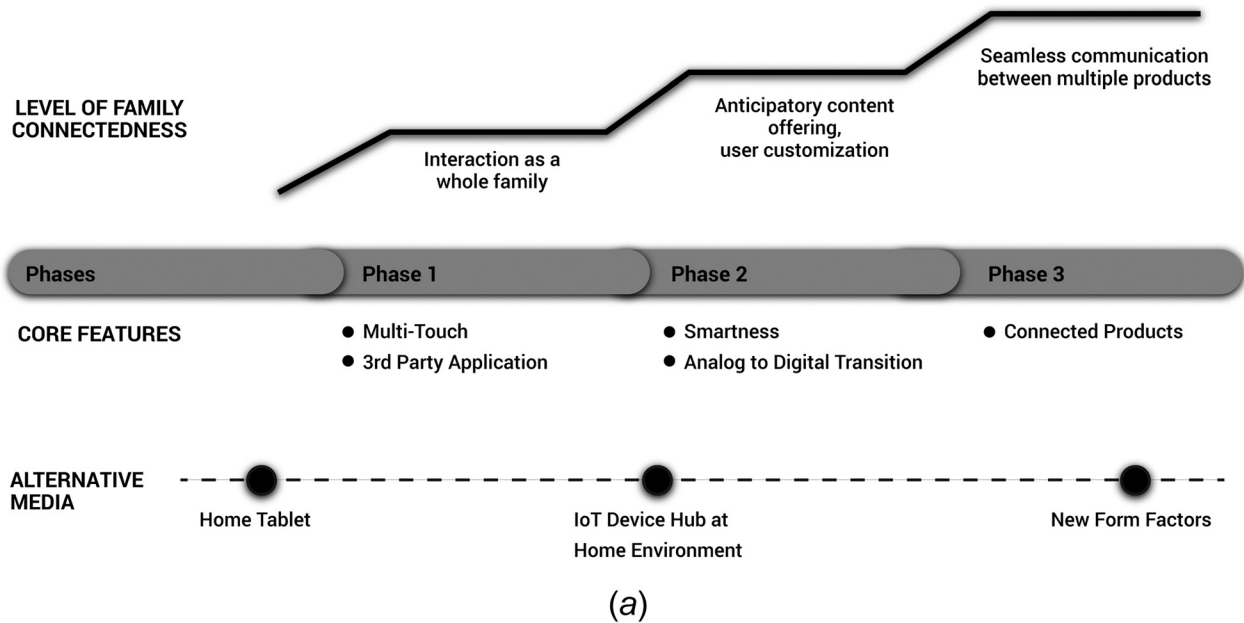 Seamless communication
between multiple products
LEVEL OF FAMILY
CONNECTEDNESS
Anticipatory content
offering,
user customization
Interaction as a
whole family
Phases
Phase 1
Phase 2
Phase 3
CORE FEATURES
Multi-Touch
3rd Party Application
Smartness
Analog to Digital Transition
Connected Products
ALTERNATIVE
MEDIA
Home Tablet
IoT Device Hub at
Home Environment
New Form Factors
(a)